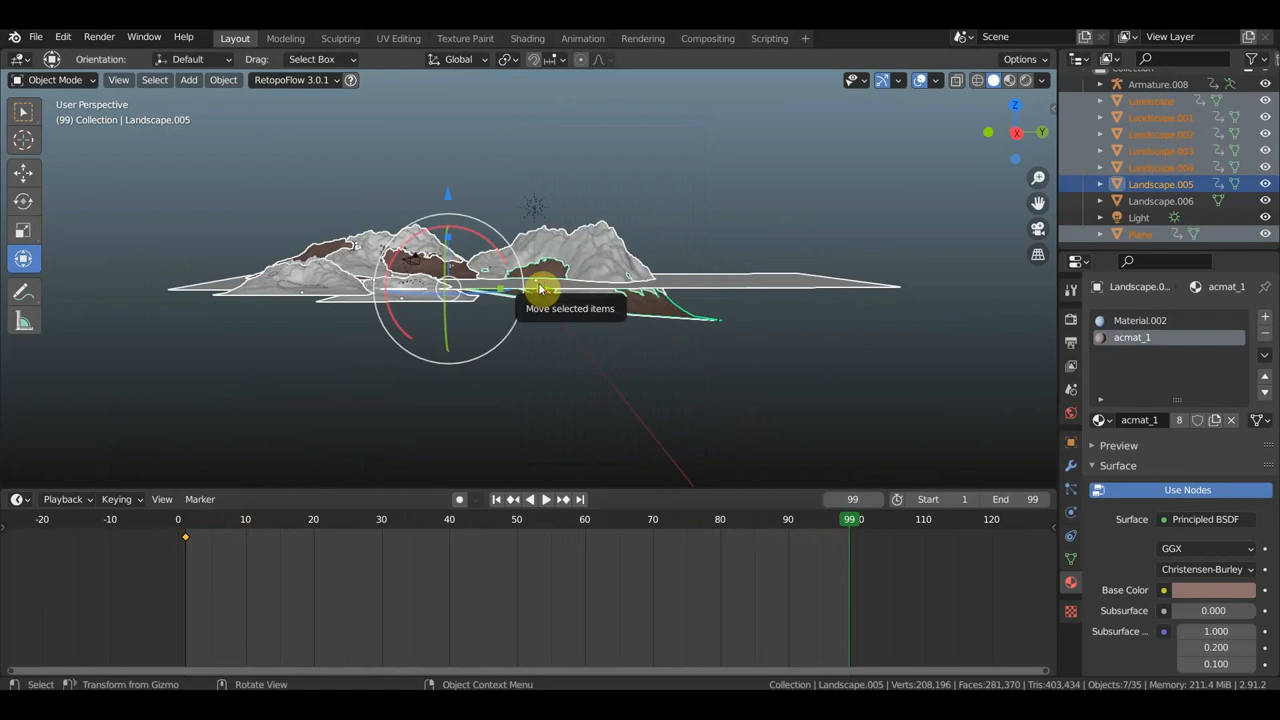 File Edit Render Window Help Layout Modeling Sculpting UV Editing Texture Paint Shading Animation Rendering Compositing Scripting + Scene View Layer
Orientation: Default Drag: Select Box Global Options
Object Mode View Select Add Object RetopoFlow 3.0.1
User Perspective
(99) Collection | Landscape.005
Z
X
Y
Armature.008
Landscape
Landscape.001
Landscape.002
Landscape.003
Landscape.004
Landscape.005
Landscape.006
Light
Plane
Move selected items
Landscape.0... acmat_1
Material.002
acmat_1
acmat_1 8
Preview
Surface
Use Nodes
Surface Principled BSDF
GGX
Christensen-Burley
Base Color
Subsurface 0.000
Subsurface ... 1.000
0.200
0.100
Playback Keying View Marker 99 Start 1 End 99
-20 -10 0 10 20 30 40 50 60 70 80 90 99 110 120
Select Transform from Gizmo Rotate View Object Context Menu Collection | Landscape.005 | Verts:208,196 | Faces:281,370 | Tris:403,434 | Objects:7/35 | Memory: 211.4 MiB | 2.91.2